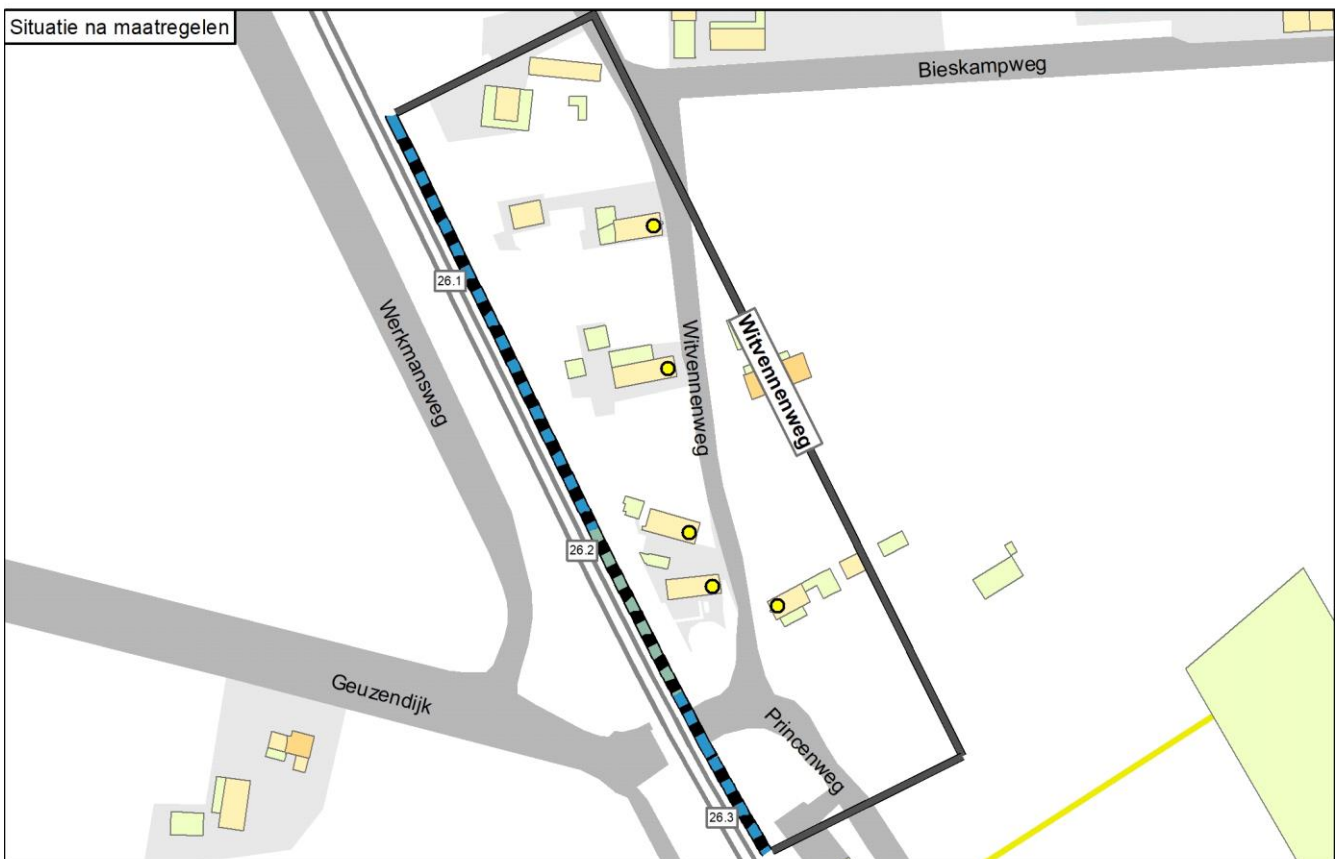 Situatie na maatregelen
Bieskampweg
26.1
Werkmansweg
Witvennenweg
Witvennenweg
26.2
Geuzendijk
Princenweg
26.3